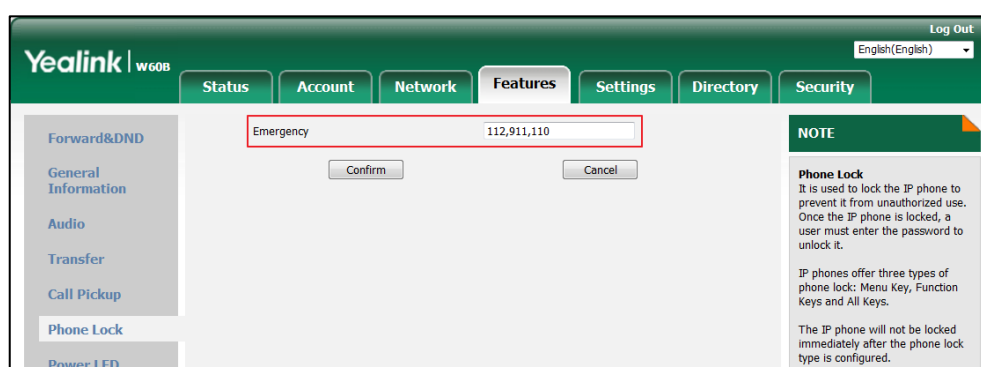 Log Out
English(English)
Yealink W60B
Status Account Network Features Settings Directory Security
Forward&DND
General
Information
Audio
Transfer
Call Pickup
Phone Lock
Power LED
Emergency 112,911,110
Confirm Cancel
NOTE
Phone Lock
It is used to lock the IP phone to
prevent it from unauthorized use.
Once the IP phone is locked, a
user must enter the password to
unlock it.
IP phones offer three types of
phone lock: Menu Key, Function
Keys and All Keys.
The IP phone will not be locked
immediately after the phone lock
type is configured.